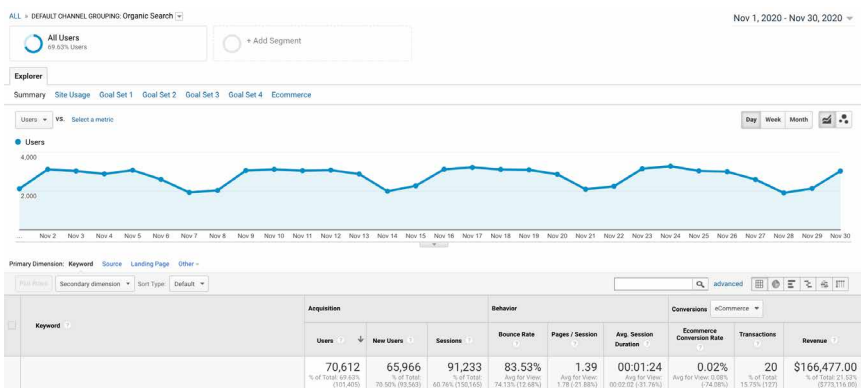 ALL » DEFAULT CHANNEL GROUPING: Organic Search
Nov 1, 2020 - Nov 30, 2020
All Users
69.63% Users
+ Add Segment
Explorer
Summary Site Usage Goal Set 1 Goal Set 2 Goal Set 3 Goal Set 4 Ecommerce
Users VS. Select a metric
Day Week Month
Users
4,000
2,000
... Nov 2 Nov 3 Nov 4 Nov 5 Nov 6 Nov 7 Nov 8 Nov 9 Nov 10 Nov 11 Nov 12 Nov 13 Nov 14 Nov 15 Nov 16 Nov 17 Nov 18 Nov 19 Nov 20 Nov 21 Nov 22 Nov 23 Nov 24 Nov 25 Nov 26 Nov 27 Nov 28 Nov 29 Nov 30
Primary Dimension: Keyword Source Landing Page Other
Plot Rows Secondary dimension Sort Type: Default advanced
Keyword ?
Acquisition Behavior Conversions eCommerce
Users ? New Users ? Sessions ? Bounce Rate ? Pages / Session ? Avg. Session Duration ? Ecommerce Conversion Rate ? Transactions ? Revenue ?
70,612 65,966 91,233 83.53% 1.39 00:01:24 0.02% 20 $166,477.00
% of Total: 69.63% % of Total: % of Total: Avg for View: Avg for View: Avg for View: Avg for View: 0.08% % of Total: % of Total: 21.53%
(101,405) 70.50% (93,563) 60.76% (150,165) 74.13% (12.68%) 1.78 (-21.88%) 00:02:02 (-31.76%) (-74.08%) 15.75% (127) ($773,110.00)